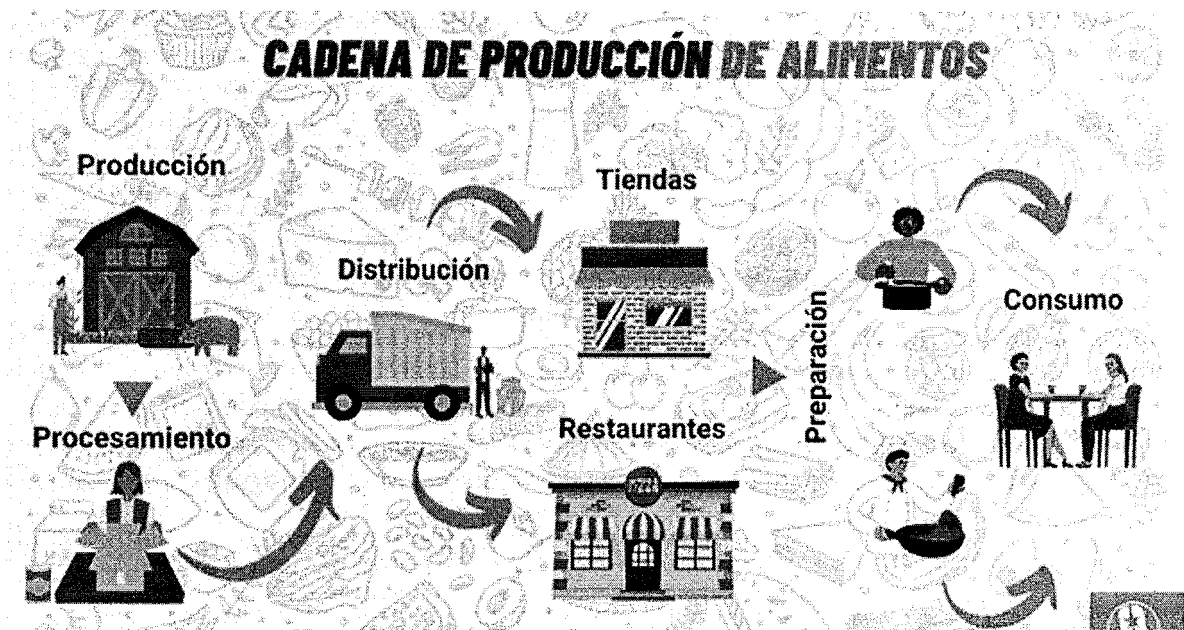 CADENA DE PRODUCCIÓN DE ALIMENTOS
Producción
Procesamiento
Distribución
Tiendas
Restaurantes
Preparación
Consumo